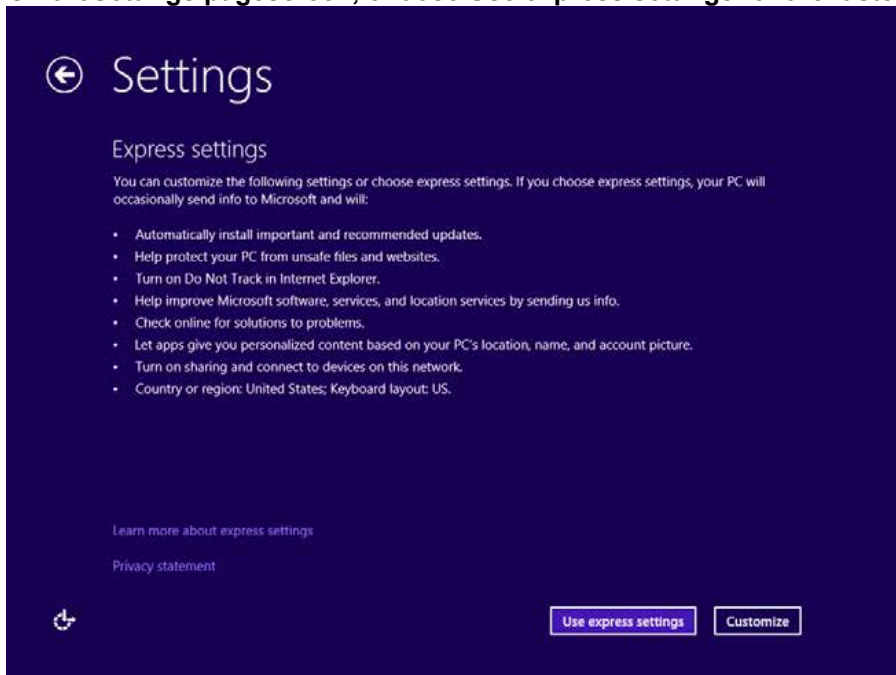 Settings
Express settings
You can customize the following settings or choose express settings. If you choose express settings, your PC will
occasionally send info to Microsoft and will:
• Automatically install important and recommended updates.
• Help protect your PC from unsafe files and websites.
• Turn on Do Not Track in Internet Explorer.
• Help improve Microsoft software, services, and location services by sending us info.
• Check online for solutions to problems.
• Let apps give you personalized content based on your PC's location, name, and account picture.
• Turn on sharing and connect to devices on this network.
• Country or region: United States; Keyboard layout: US.
Learn more about express settings
Privacy statement
Use express settings Customize